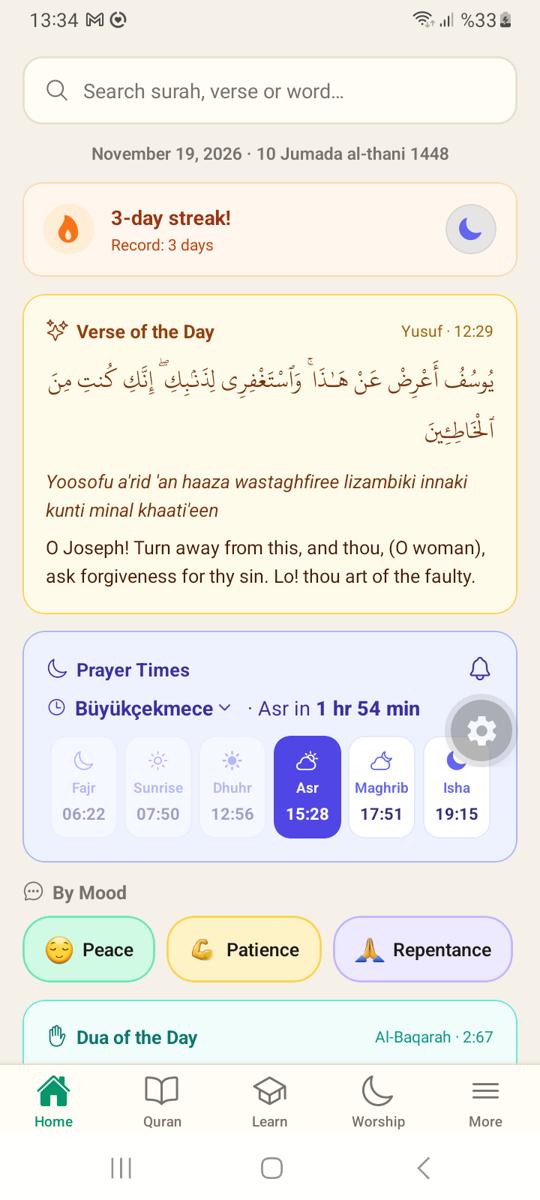 13:34 %33
Search surah, verse or word...
November 19, 2026 · 10 Jumada al-thani 1448
3-day streak!
Record: 3 days
Verse of the Day
Yusuf · 12:29
يُوسُفُ أَعْرِضْ عَنْ هَـٰذَا ۚ وَٱسْتَغْفِرِى لِذَنۢبِكِ ۖ إِنَّكِ كُنتِ مِنَ
ٱلْخَاطِـِٔينَ
Yoosofu a'rid 'an haaza wastaghfiree lizambiki innaki
kunti minal khaati'een
O Joseph! Turn away from this, and thou, (O woman),
ask forgiveness for thy sin. Lo! thou art of the faulty.
Prayer Times
Büyükçekmece · Asr in 1 hr 54 min
Fajr Sunrise Dhuhr Asr Maghrib Isha
06:22 07:50 12:56 15:28 17:51 19:15
By Mood
Peace Patience Repentance
Dua of the Day
Al-Baqarah · 2:67
Home Quran Learn Worship More